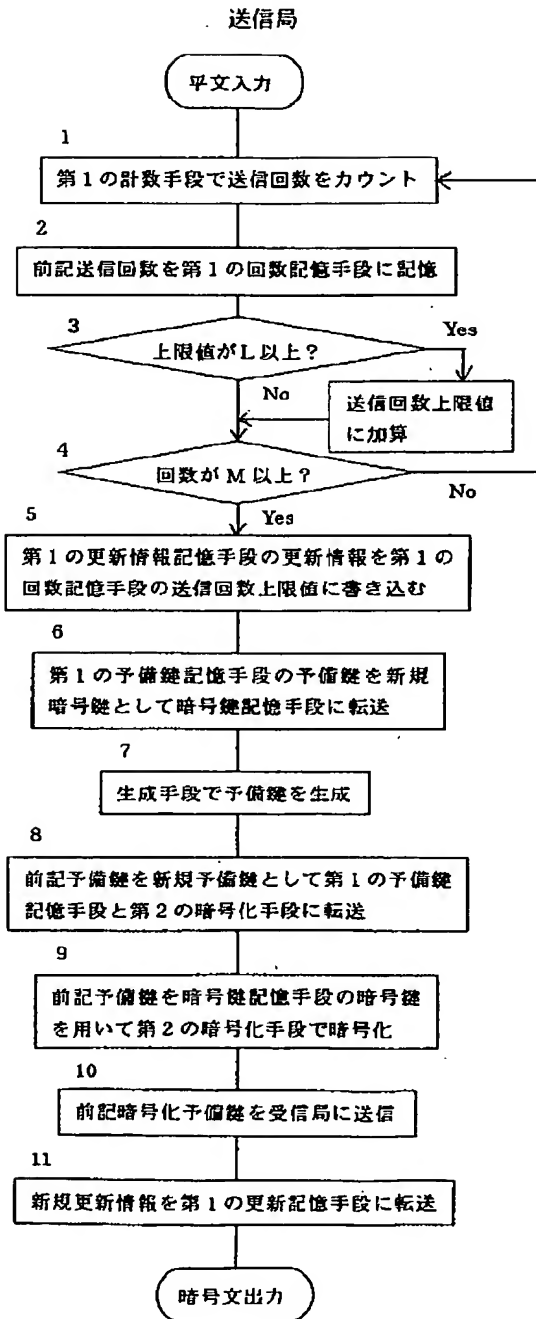 送信局
平文入力
1
第1の計数手段で送信回数をカウント
2
前記送信回数を第1の回数記憶手段に記憶
3
上限値がL以上?
Yes
No
送信回数上限値
に加算
4
回数がM以上?
No
Yes
5
第1の更新情報記憶手段の更新情報を第1の
回数記憶手段の送信回数上限値に書き込む
6
第1の予備鍵記憶手段の予備鍵を新規
暗号鍵として暗号鍵記憶手段に転送
7
生成手段で予備鍵を生成
8
前記予備鍵を新規予備鍵として第1の予備鍵
記憶手段と第2の暗号化手段に転送
9
前記予備鍵を暗号鍵記憶手段の暗号鍵
を用いて第2の暗号化手段で暗号化
10
前記暗号化予備鍵を受信局に送信
11
新規更新情報を第1の更新記憶手段に転送
暗号文出力